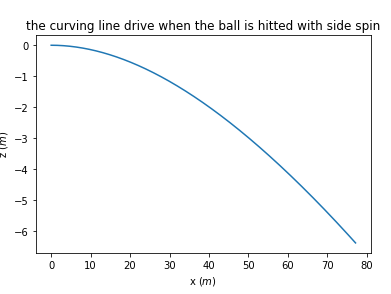 the curving line drive when the ball is hitted with side spin
0
−1
−2
−3
−4
−5
−6
z (m)
0 10 20 30 40 50 60 70 80
x (m)